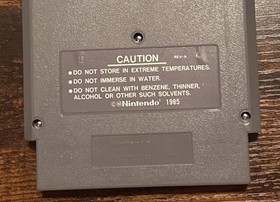 CAUTION
REV-A
• DO NOT STORE IN EXTREME TEMPERATURES.
• DO NOT IMMERSE IN WATER.
• DO NOT CLEAN WITH BENZENE, THINNER,
ALCOHOL OR OTHER SUCH SOLVENTS.
©®Nintendo 1985